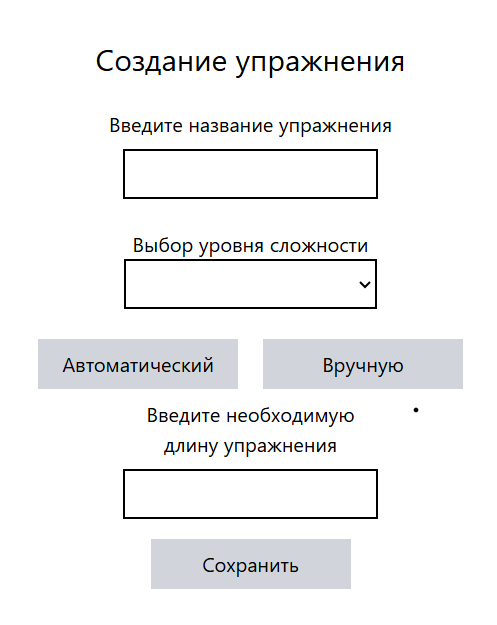 Создание упражнения
Введите название упражнения
Выбор уровня сложности
Автоматический
Вручную
Введите необходимую
длину упражнения
Сохранить